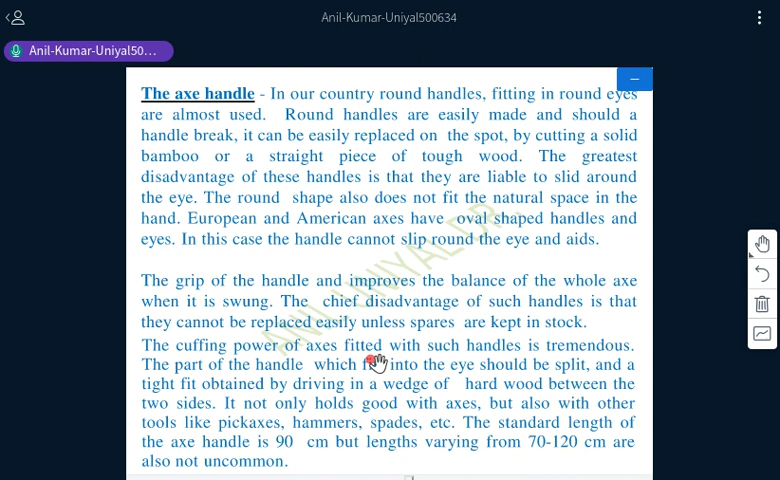 Anil-Kumar-Uniyal500634
Anil-Kumar-Uniyal50...
The axe handle - In our country round handles, fitting in round eyes
are almost used. Round handles are easily made and should a
handle break, it can be easily replaced on the spot, by cutting a solid
bamboo or a straight piece of tough wood. The greatest
disadvantage of these handles is that they are liable to slid around
the eye. The round shape also does not fit the natural space in the
hand. European and American axes have oval shaped handles and
eyes. In this case the handle cannot slip round the eye and aids.
The grip of the handle and improves the balance of the whole axe
when it is swung. The chief disadvantage of such handles is that
they cannot be replaced easily unless spares are kept in stock.
The cuffing power of axes fitted with such handles is tremendous.
The part of the handle which into the eye should be split, and a
tight fit obtained by driving in a wedge of hard wood between the
two sides. It not only holds good with axes, but also with other
tools like pickaxes, hammers, spades, etc. The standard length of
the axe handle is 90 cm but lengths varying from 70-120 cm are
also not uncommon.